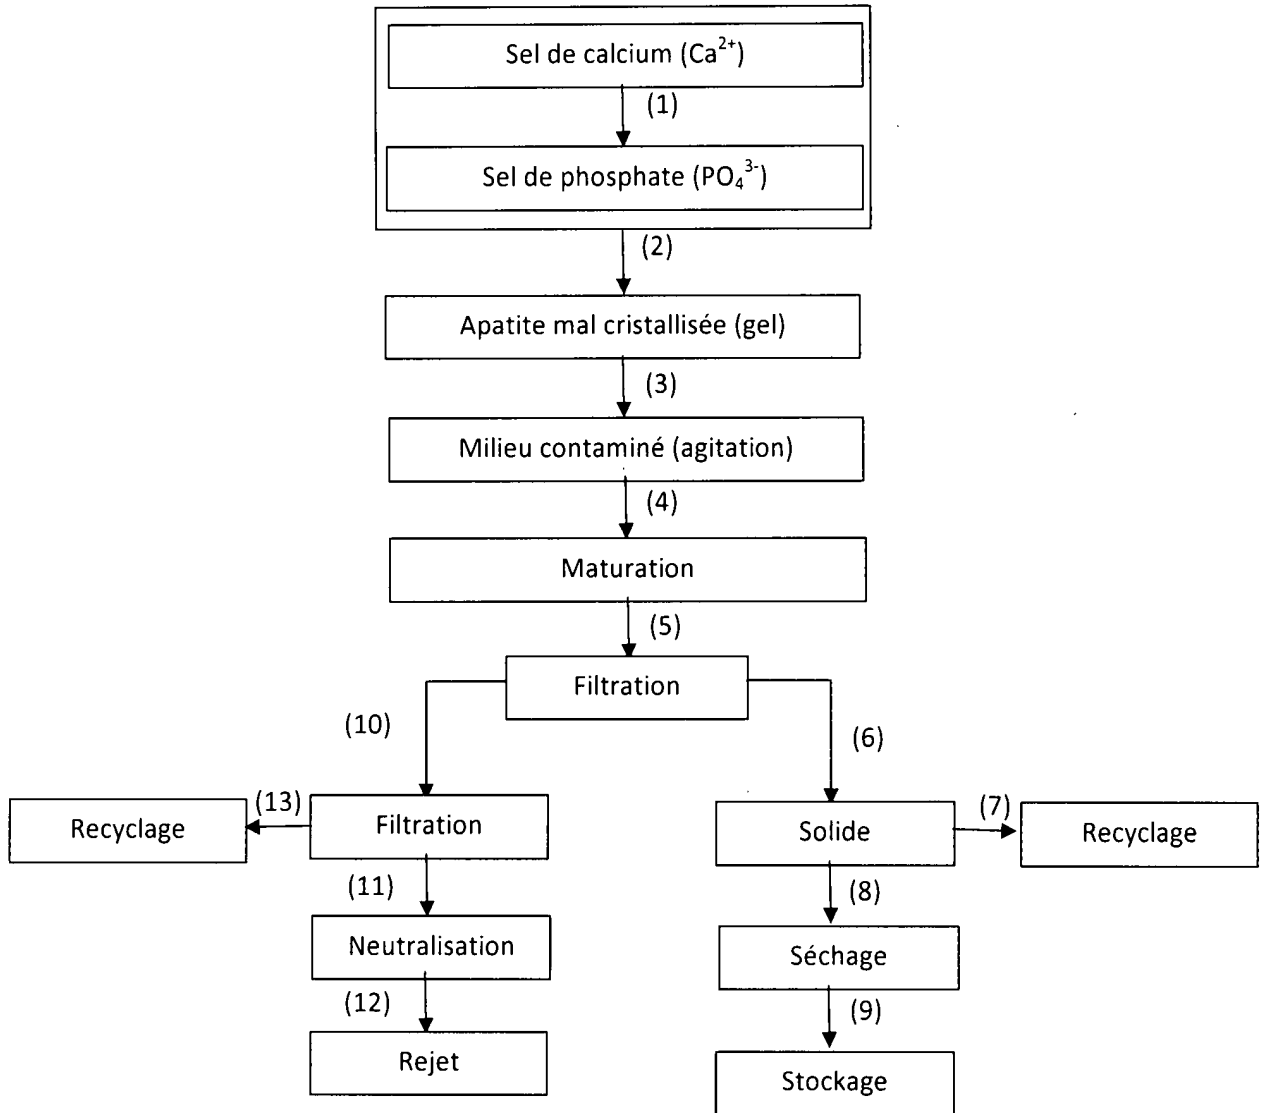 Sel de calcium (Ca²⁺)
(1)
Sel de phosphate (PO₄³⁻)
(2)
Apatite mal cristallisée (gel)
(3)
Milieu contaminé (agitation)
(4)
Maturation
(5)
Filtration
(10)
(6)
Recyclage
(13)
Filtration
Solide
(7)
Recyclage
(11)
(8)
Neutralisation
Séchage
(12)
(9)
Rejet
Stockage